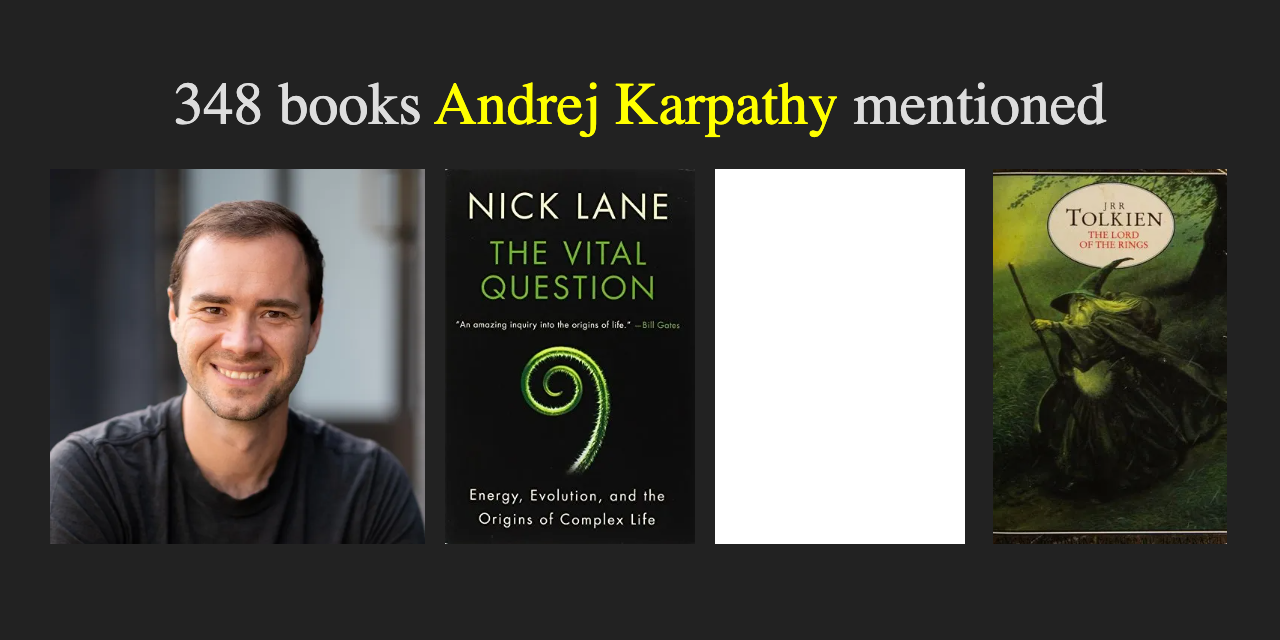 348 books Andrej Karpathy mentioned
NICK LANE
THE VITAL
QUESTION
"An amazing inquiry into the origins of life." —Bill Gates
Energy, Evolution, and the
Origins of Complex Life
JRR
TOLKIEN
THE LORD
OF THE RINGS